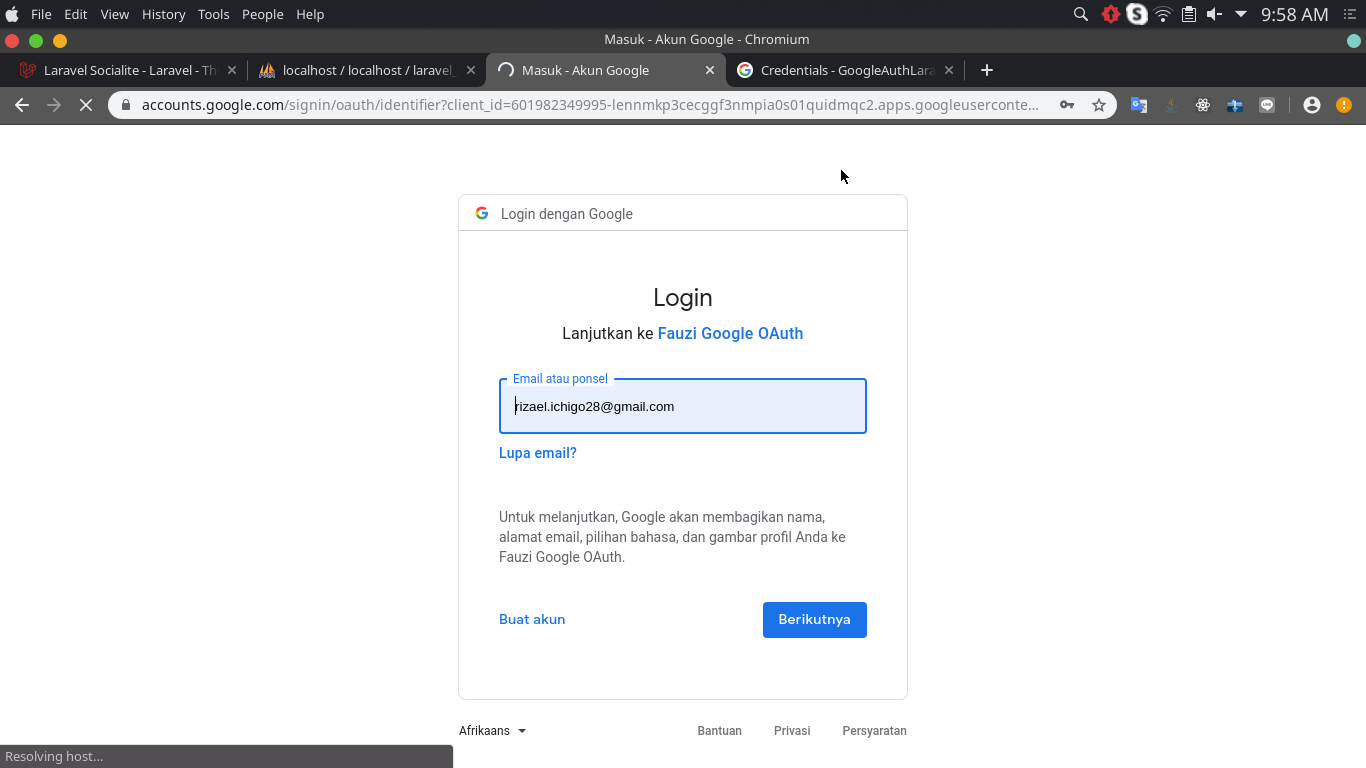 File Edit View History Tools People Help 9:58 AM
Masuk - Akun Google - Chromium
Laravel Socialite - Laravel - Th localhost / localhost / laravel_ Masuk - Akun Google Credentials - GoogleAuthLara
accounts.google.com/signin/oauth/identifier?client_id=601982349995-lennmkp3cecggf3nmpia0s01quidmqc2.apps.googleuserconte...
Login dengan Google
Login
Lanjutkan ke Fauzi Google OAuth
Email atau ponsel
rizael.ichigo28@gmail.com
Lupa email?
Untuk melanjutkan, Google akan membagikan nama,
alamat email, pilihan bahasa, dan gambar profil Anda ke
Fauzi Google OAuth.
Buat akun Berikutnya
Afrikaans Bantuan Privasi Persyaratan
Resolving host...